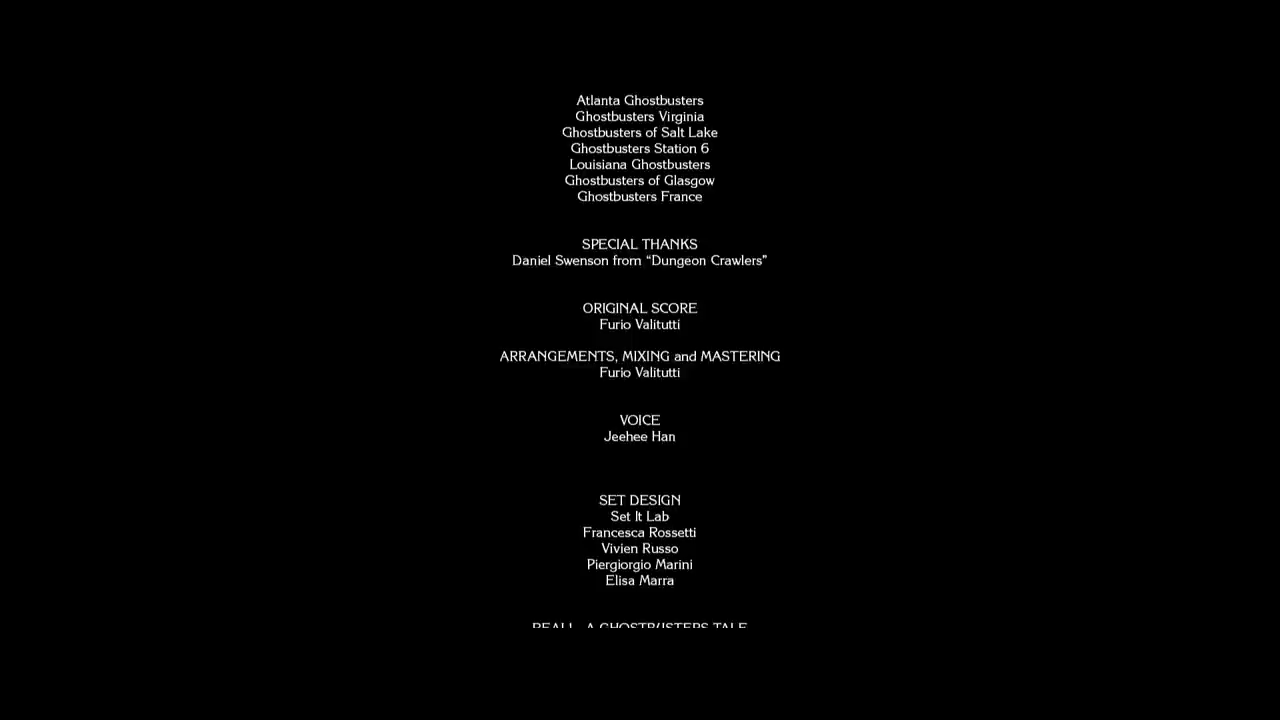 Atlanta Ghostbusters
Ghostbusters Virginia
Ghostbusters of Salt Lake
Ghostbusters Station 6
Louisiana Ghostbusters
Ghostbusters of Glasgow
Ghostbusters France
SPECIAL THANKS
Daniel Swenson from “Dungeon Crawlers”
ORIGINAL SCORE
Furio Valitutti
ARRANGEMENTS, MIXING and MASTERING
Furio Valitutti
VOICE
Jeehee Han
SET DESIGN
Set It Lab
Francesca Rossetti
Vivien Russo
Piergiorgio Marini
Elisa Marra
A GHOSTBUSTERS TALE